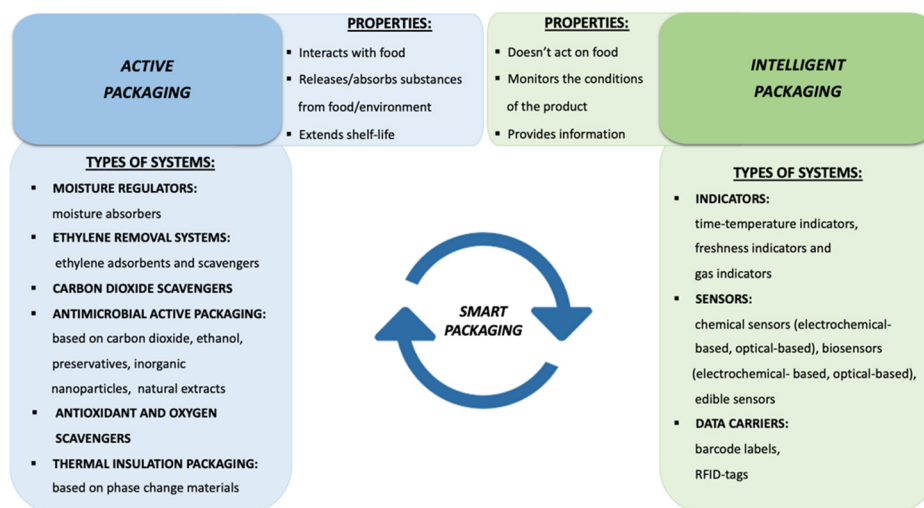 ACTIVE
PACKAGING
PROPERTIES:
▪ Interacts with food
▪ Releases/absorbs substances
from food/environment
▪ Extends shelf-life
PROPERTIES:
▪ Doesn't act on food
▪ Monitors the conditions
of the product
▪ Provides information
INTELLIGENT
PACKAGING
TYPES OF SYSTEMS:
▪ MOISTURE REGULATORS:
moisture absorbers
▪ ETHYLENE REMOVAL SYSTEMS:
ethylene adsorbents and scavengers
▪ CARBON DIOXIDE SCAVENGERS
▪ ANTIMICROBIAL ACTIVE PACKAGING:
based on carbon dioxide, ethanol,
preservatives, inorganic
nanoparticles, natural extracts
▪ ANTIOXIDANT AND OXYGEN
SCAVENGERS
▪ THERMAL INSULATION PACKAGING:
based on phase change materials
SMART
PACKAGING
TYPES OF SYSTEMS:
▪ INDICATORS:
time-temperature indicators,
freshness indicators and
gas indicators
▪ SENSORS:
chemical sensors (electrochemical-
based, optical-based), biosensors
(electrochemical- based, optical-based),
edible sensors
▪ DATA CARRIERS:
barcode labels,
RFID-tags